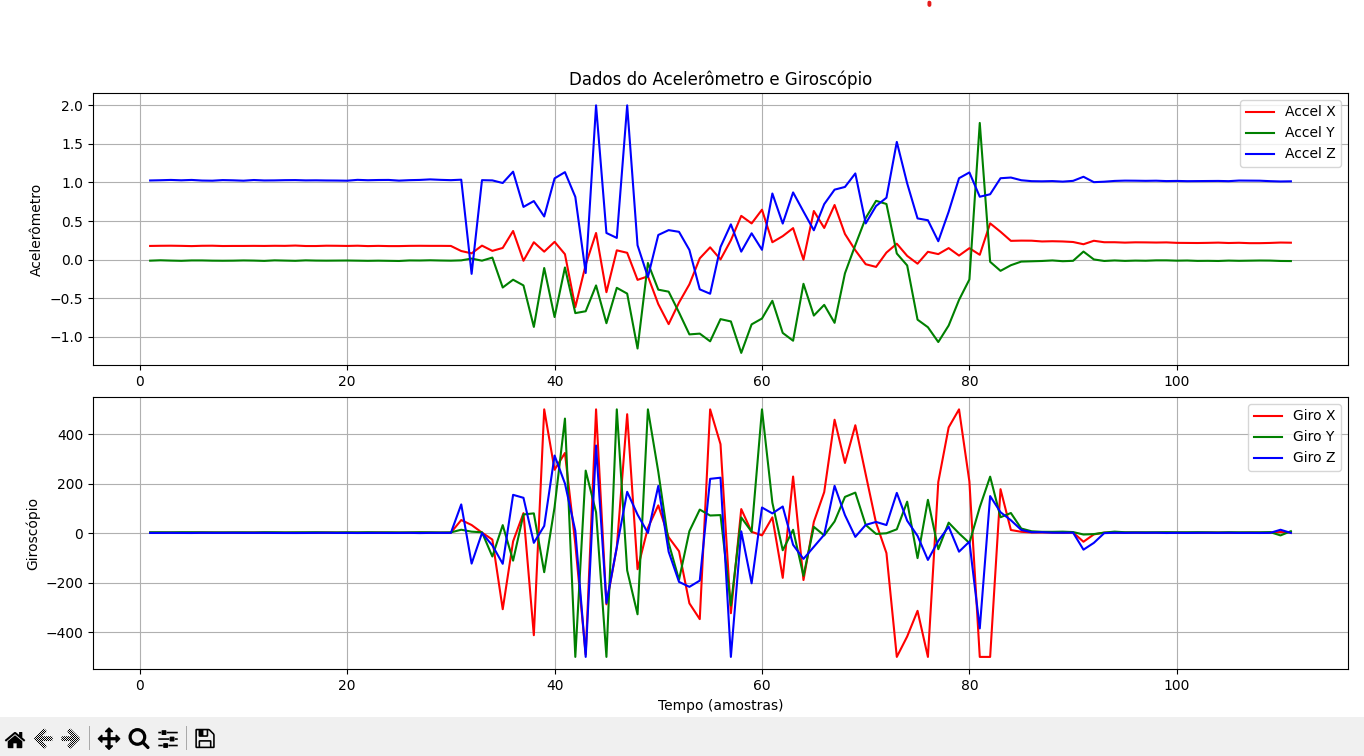 Dados do Acelerômetro e Giroscópio
Acelerômetro
2.0
1.5
1.0
0.5
0.0
−0.5
−1.0
Accel X
Accel Y
Accel Z
0 20 40 60 80 100
Giroscópio
400
200
0
−200
−400
Giro X
Giro Y
Giro Z
0 20 40 60 80 100
Tempo (amostras)